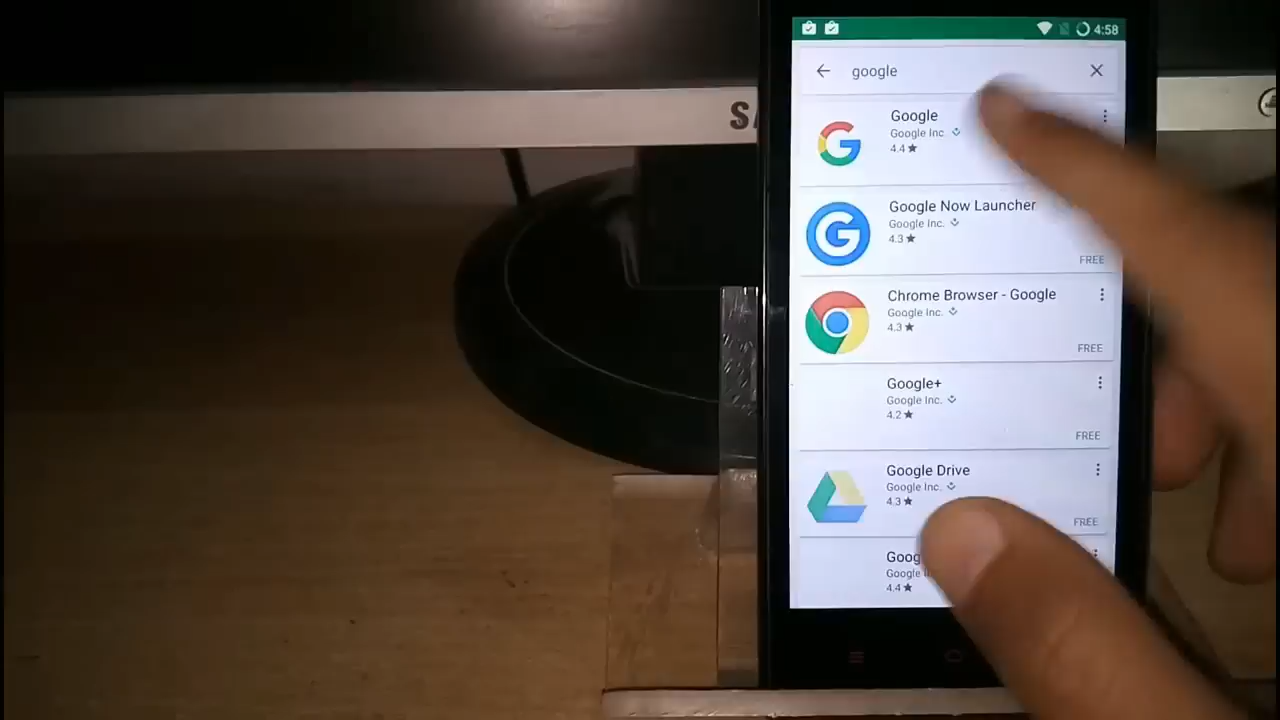 4:58
google
Google
Google Inc.
4.4★
Google Now Launcher
Google Inc.
4.3★
FREE
Chrome Browser - Google
Google Inc.
4.3★
FREE
Google+
Google Inc.
4.2★
FREE
Google Drive
Google Inc.
4.3★
FREE
4.4★